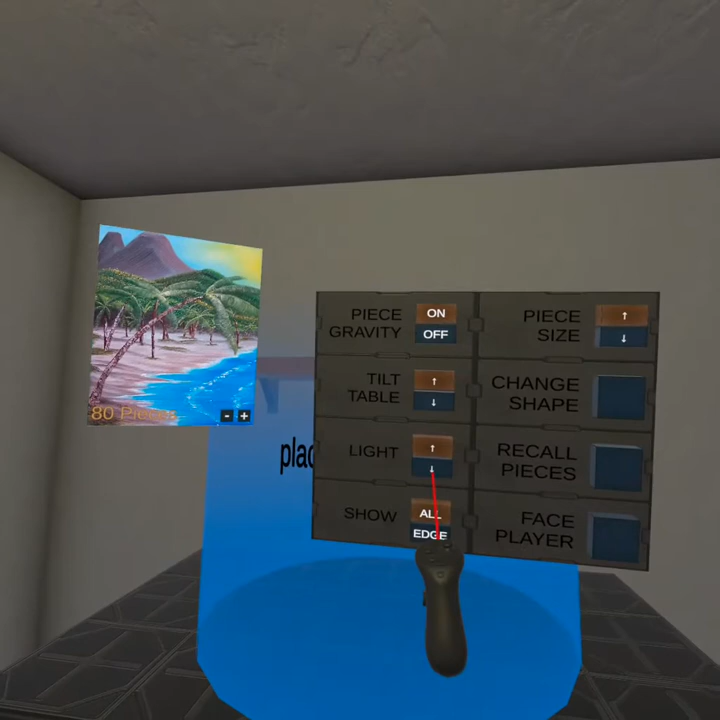 80 Pieces
- +
plac
PIECE
GRAVITY
ON
OFF
PIECE
SIZE
↑
↓
TILT
TABLE
↑
↓
CHANGE
SHAPE
LIGHT
↑
↓
RECALL
PIECES
SHOW
ALL
EDGE
FACE
PLAYER